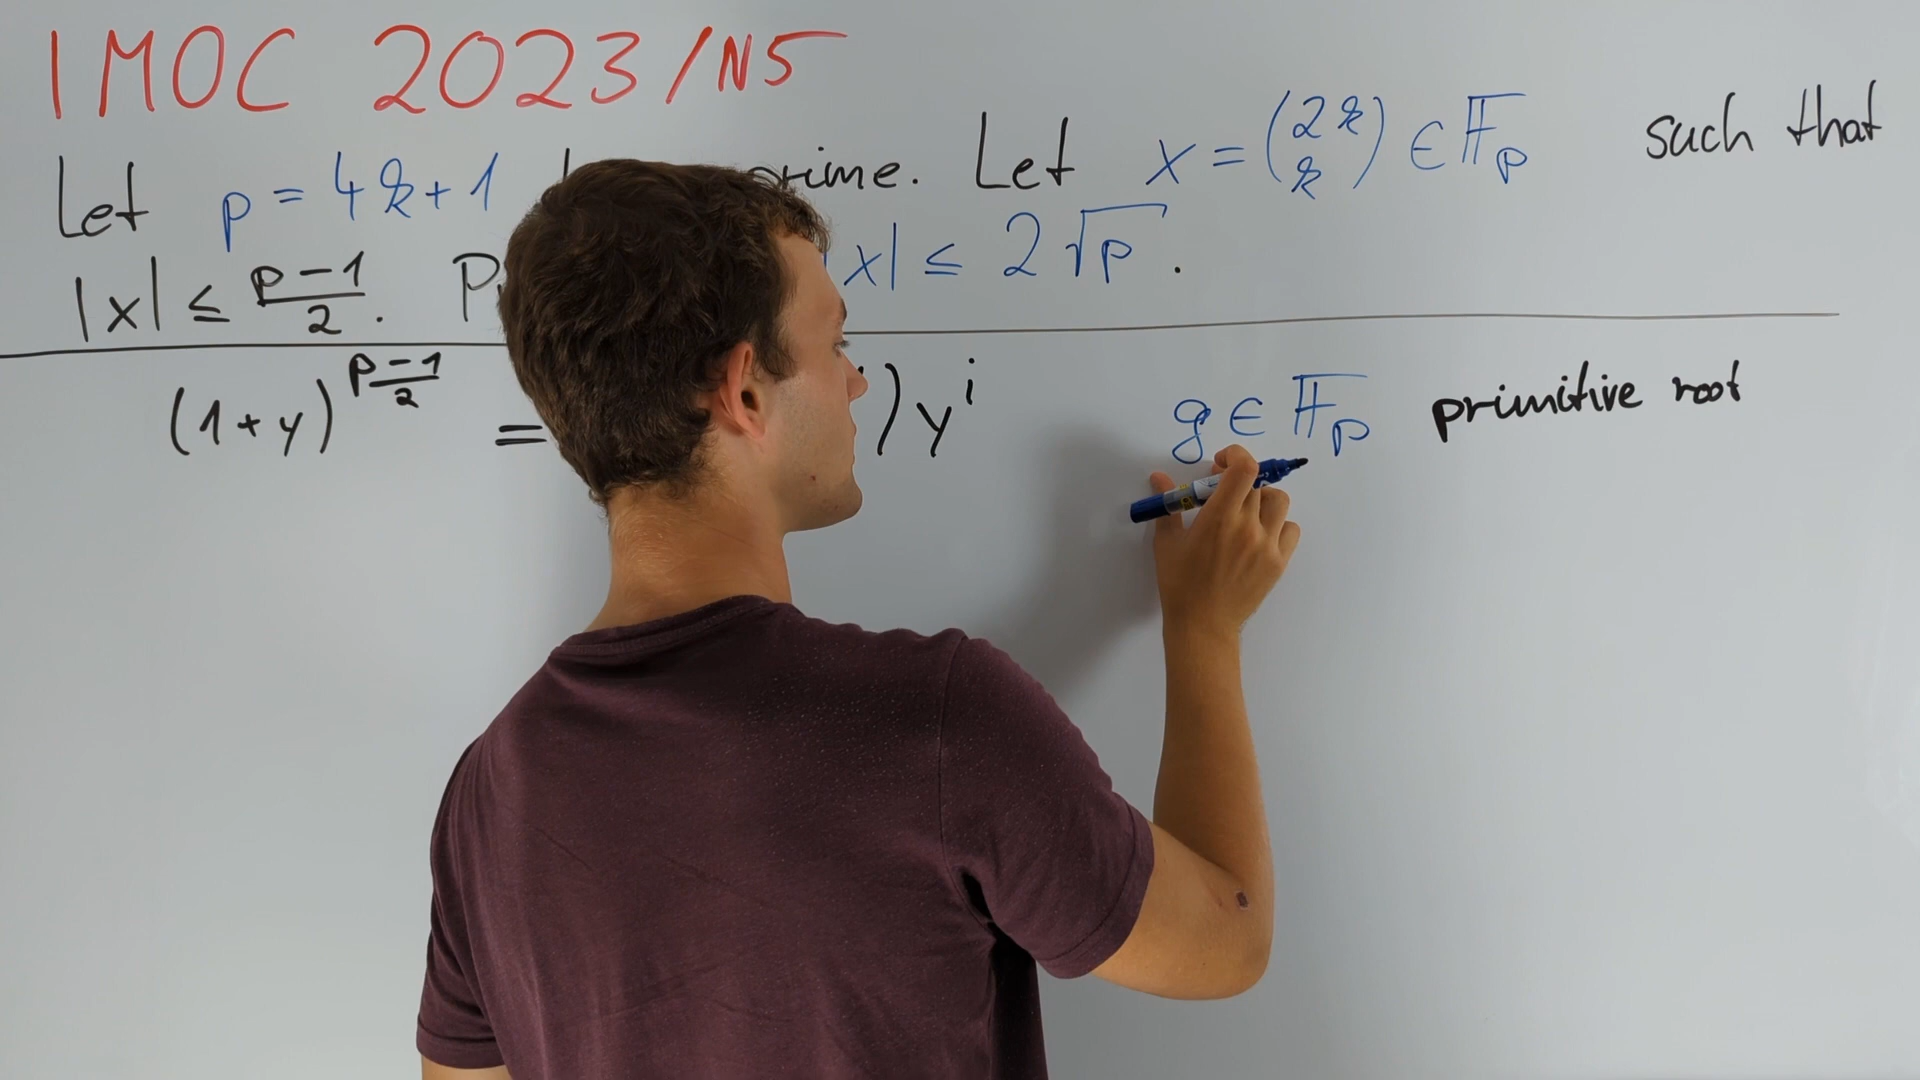 IMOC 2023/N5
Let p = 4k+1 prime. Let x = (2k k) ∈ 𝔽p such that
|x| ≤ p-1/2. |x| ≤ 2√p.
(1+y)^(p-1)/2 = ) y^i g ∈ 𝔽p primitive root